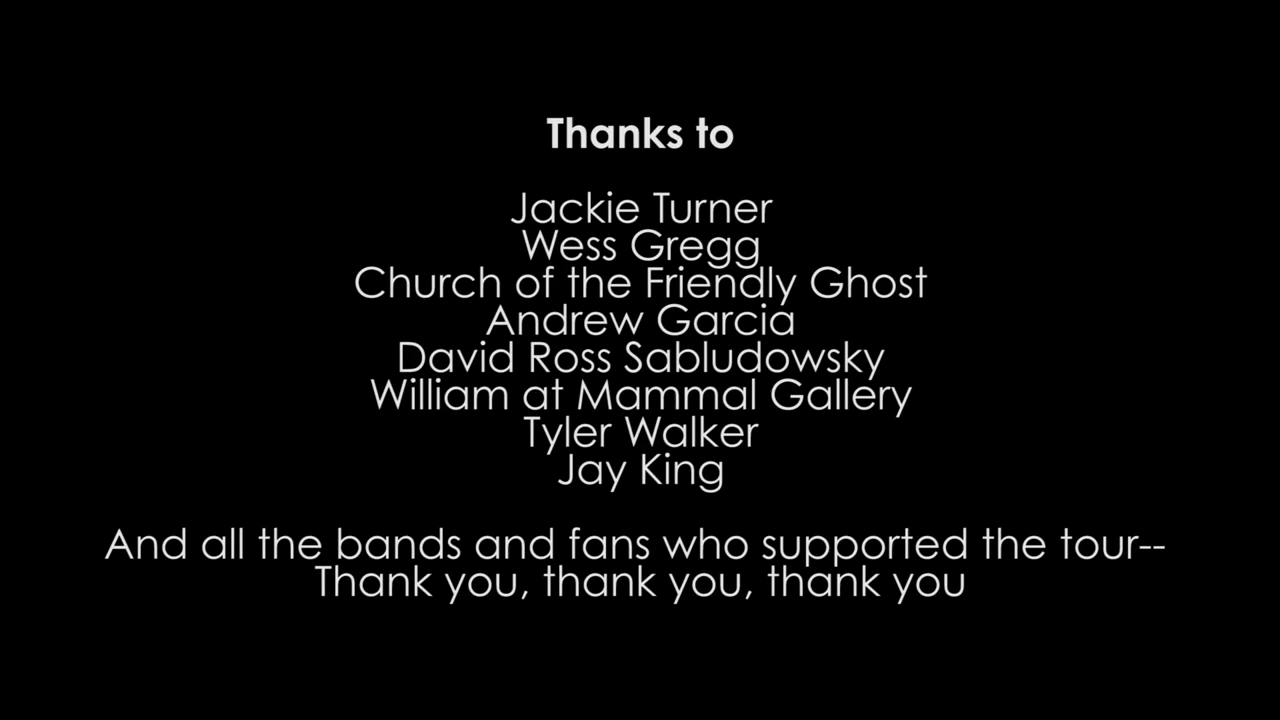 Thanks to
Jackie Turner
Wess Gregg
Church of the Friendly Ghost
Andrew Garcia
David Ross Sabludowsky
William at Mammal Gallery
Tyler Walker
Jay King
And all the bands and fans who supported the tour--
Thank you, thank you, thank you